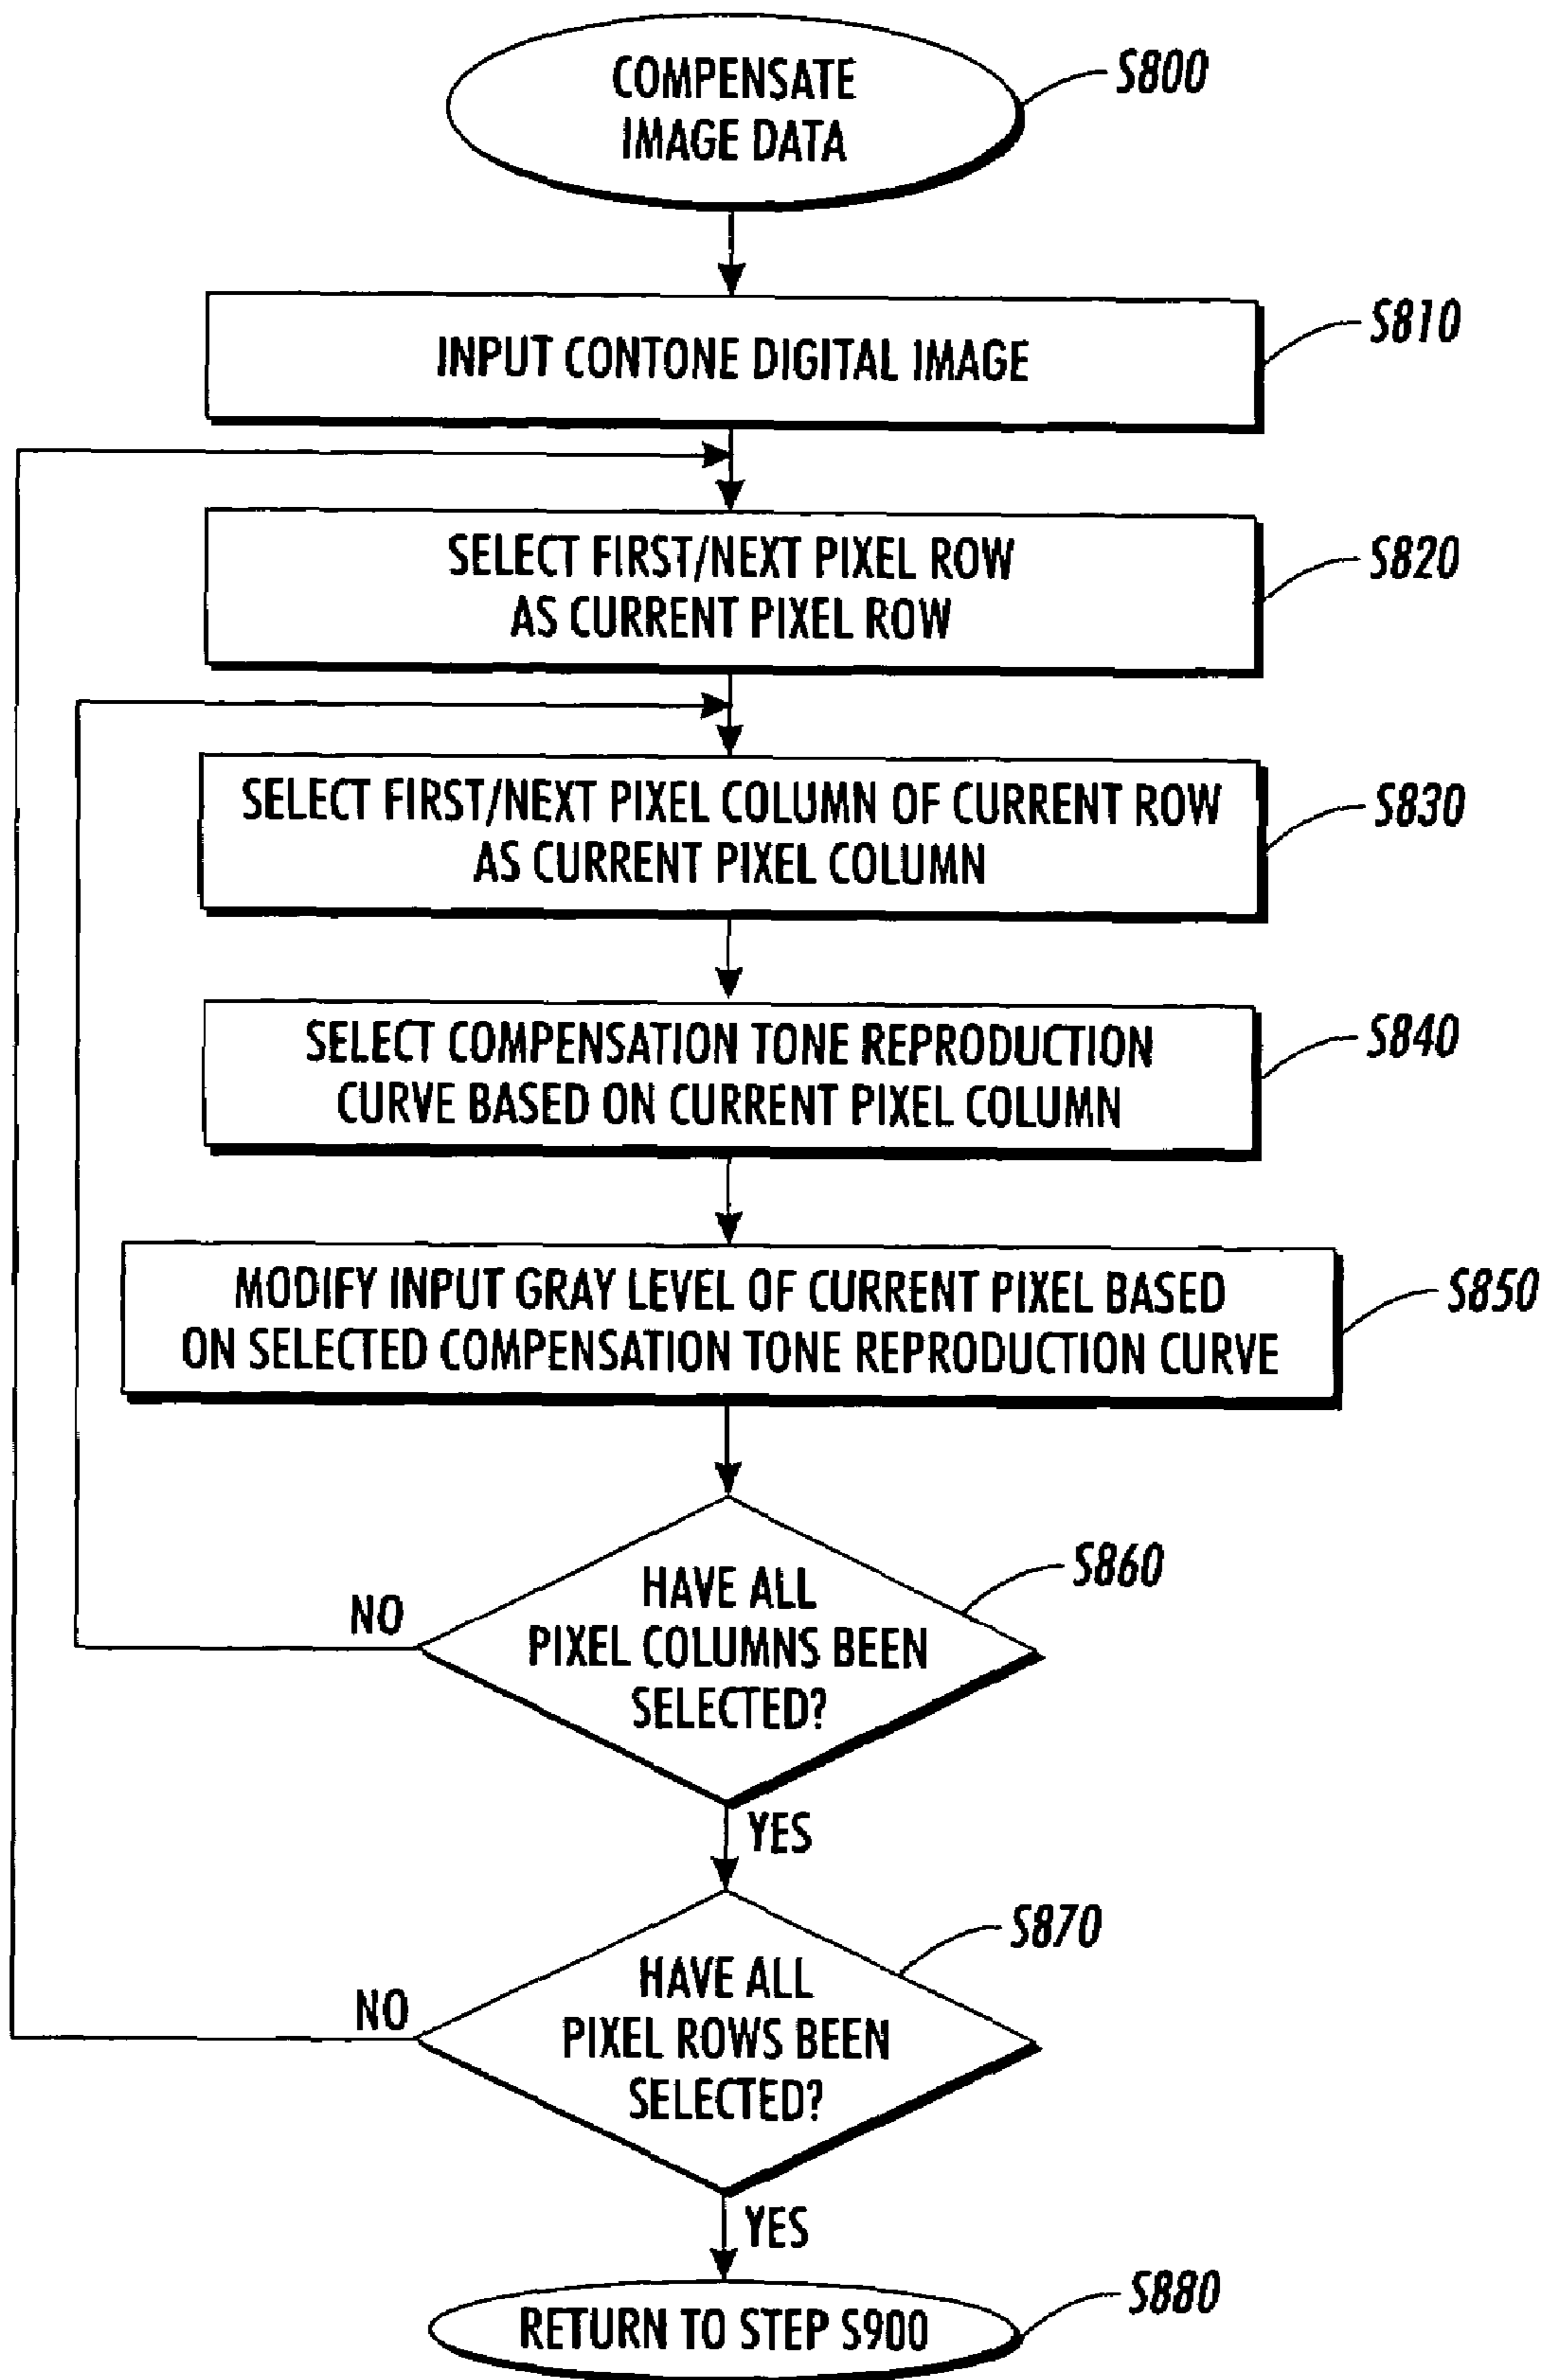 COMPENSATE
IMAGE DATA
S800
INPUT CONTONE DIGITAL IMAGE
S810
SELECT FIRST/NEXT PIXEL ROW
AS CURRENT PIXEL ROW
S820
SELECT FIRST/NEXT PIXEL COLUMN OF CURRENT ROW
AS CURRENT PIXEL COLUMN
S830
SELECT COMPENSATION TONE REPRODUCTION
CURVE BASED ON CURRENT PIXEL COLUMN
S840
MODIFY INPUT GRAY LEVEL OF CURRENT PIXEL BASED
ON SELECTED COMPENSATION TONE REPRODUCTION CURVE
S850
HAVE ALL
PIXEL COLUMNS BEEN
SELECTED?
S860
NO
YES
HAVE ALL
PIXEL ROWS BEEN
SELECTED?
S870
NO
YES
RETURN TO STEP S900
S880